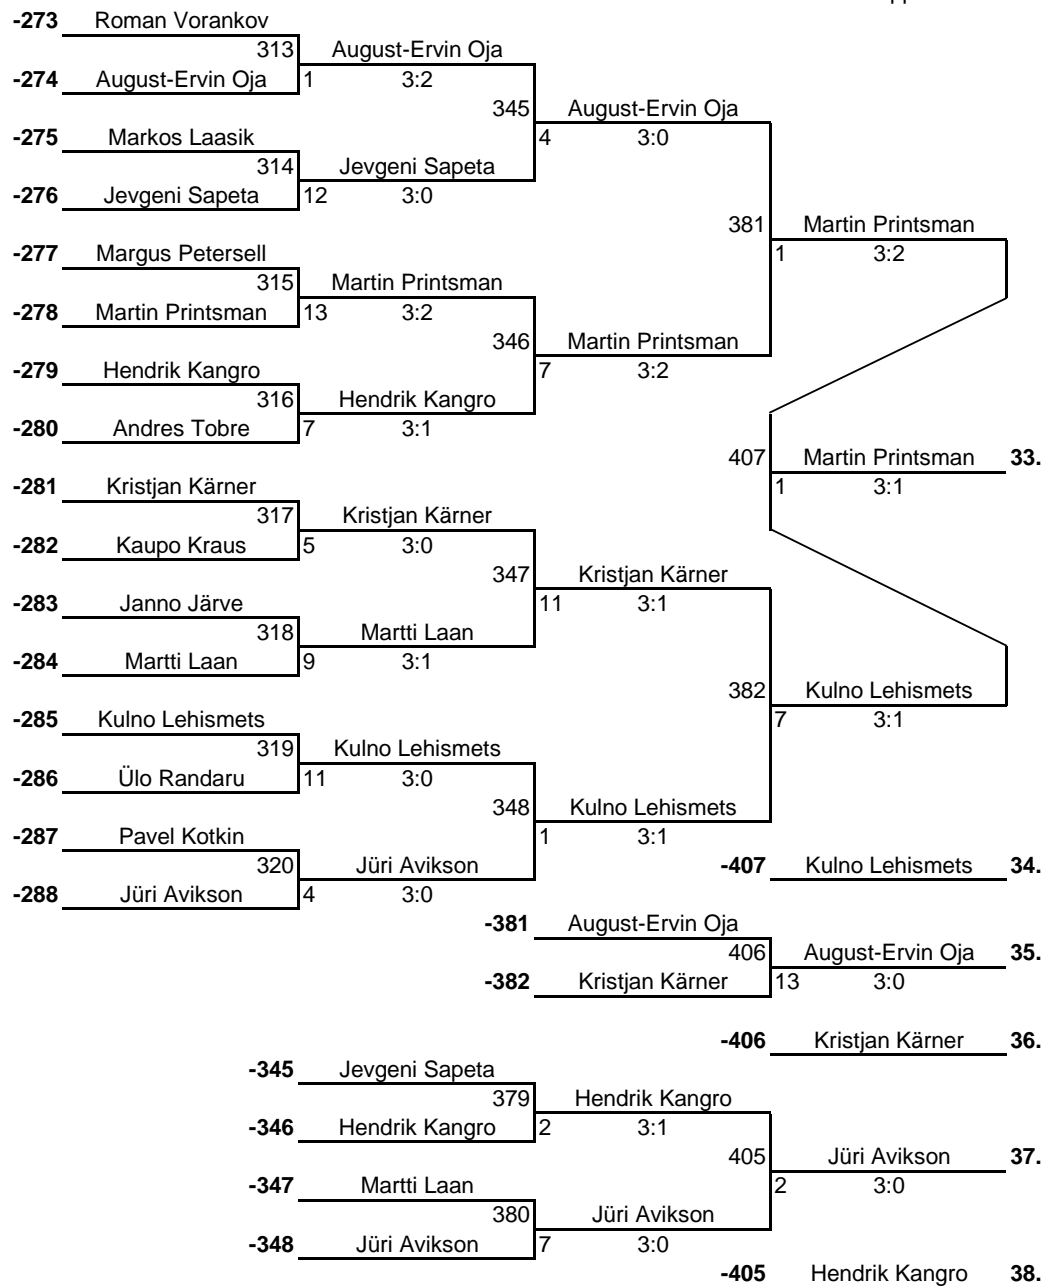 -273 Roman Vorankov
313 August-Ervin Oja
-274 August-Ervin Oja 1 3:2
345 August-Ervin Oja
-275 Markos Laasik 4 3:0
314 Jevgeni Sapeta
-276 Jevgeni Sapeta 12 3:0
381 Martin Printsman
-277 Margus Petersell 1 3:2
315 Martin Printsman
-278 Martin Printsman 13 3:2
346 Martin Printsman
-279 Hendrik Kangro 7 3:2
316 Hendrik Kangro
-280 Andres Tobre 7 3:1
407 Martin Printsman 33.
-281 Kristjan Kärner 1 3:1
317 Kristjan Kärner
-282 Kaupo Kraus 5 3:0
347 Kristjan Kärner
-283 Janno Järve 11 3:1
318 Martti Laan
-284 Martti Laan 9 3:1
382 Kulno Lehismets
-285 Kulno Lehismets 7 3:1
319 Kulno Lehismets
-286 Ülo Randaru 11 3:0
348 Kulno Lehismets
-287 Pavel Kotkin 1 3:1
320 Jüri Avikson -407 Kulno Lehismets 34.
-288 Jüri Avikson 4 3:0
-381 August-Ervin Oja
406 August-Ervin Oja 35.
-382 Kristjan Kärner 13 3:0
-406 Kristjan Kärner 36.
-345 Jevgeni Sapeta
379 Hendrik Kangro
-346 Hendrik Kangro 2 3:1
405 Jüri Avikson 37.
-347 Martti Laan 2 3:0
380 Jüri Avikson
-348 Jüri Avikson 7 3:0
-405 Hendrik Kangro 38.